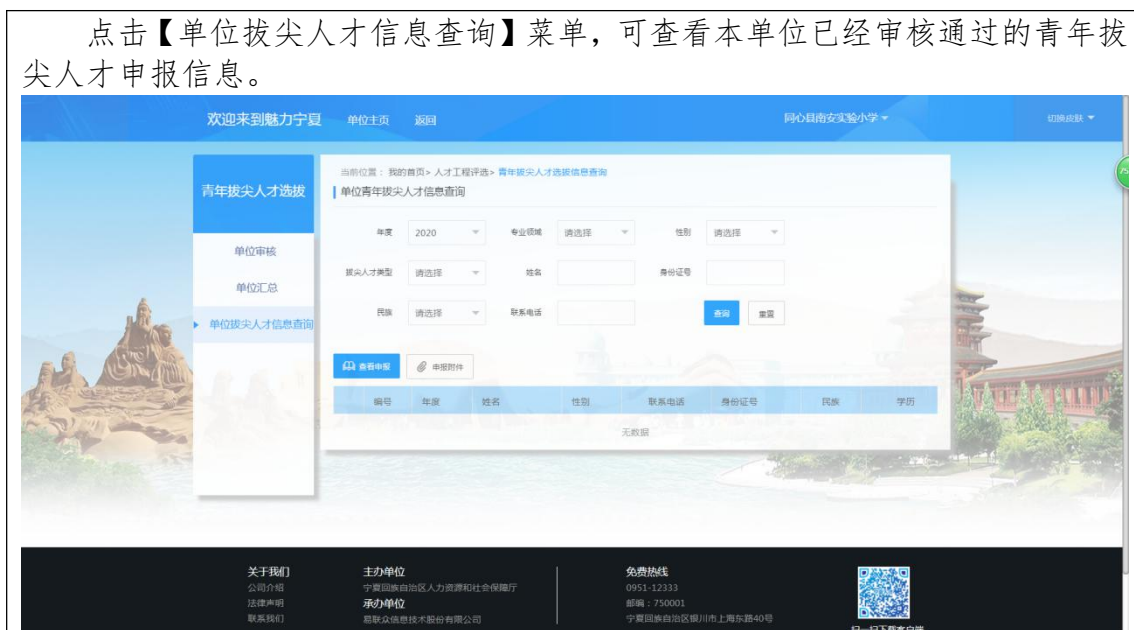 点击【单位拔尖人才信息查询】菜单，可查看本单位已经审核通过的青年拔
尖人才申报信息。
欢迎来到魅力宁夏 单位主页 返回 同心县南安实验小学 切换皮肤
青年拔尖人才选拔
单位审核
单位汇总
单位拔尖人才信息查询
当前位置：我的首页> 人才工程评选> 青年拔尖人才选拔信息查询
单位青年拔尖人才信息查询
年度 2020 专业领域 请选择 性别 请选择
拔尖人才类型 请选择 姓名 身份证号
民族 请选择 联系电话 查询 重置
查看申报 申报附件
编号 年度 姓名 性别 联系电话 身份证号 民族 学历
无数据
关于我们
公司介绍
法律声明
联系我们
主办单位
宁夏回族自治区人力资源和社会保障厅
承办单位
易联众信息技术股份有限公司
免费热线
0951-12333
邮编：750001
宁夏回族自治区银川市上海东路40号
扫一扫下载客户端